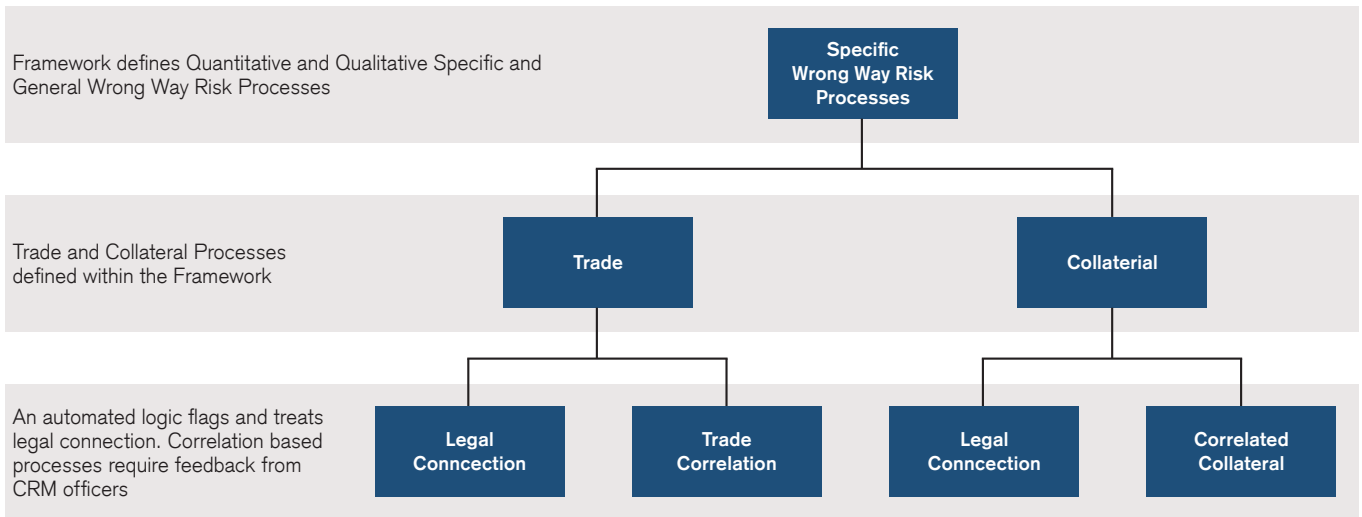 Framework defines Quantitative and Qualitative Specific and
General Wrong Way Risk Processes
Specific
Wrong Way Risk
Processes
Trade and Collateral Processes
defined within the Framework
Trade
Collaterial
An automated logic flags and treats
legal connection. Correlation based
processes require feedback from
CRM officers
Legal
Conncection
Trade
Correlation
Legal
Conncection
Correlated
Collateral